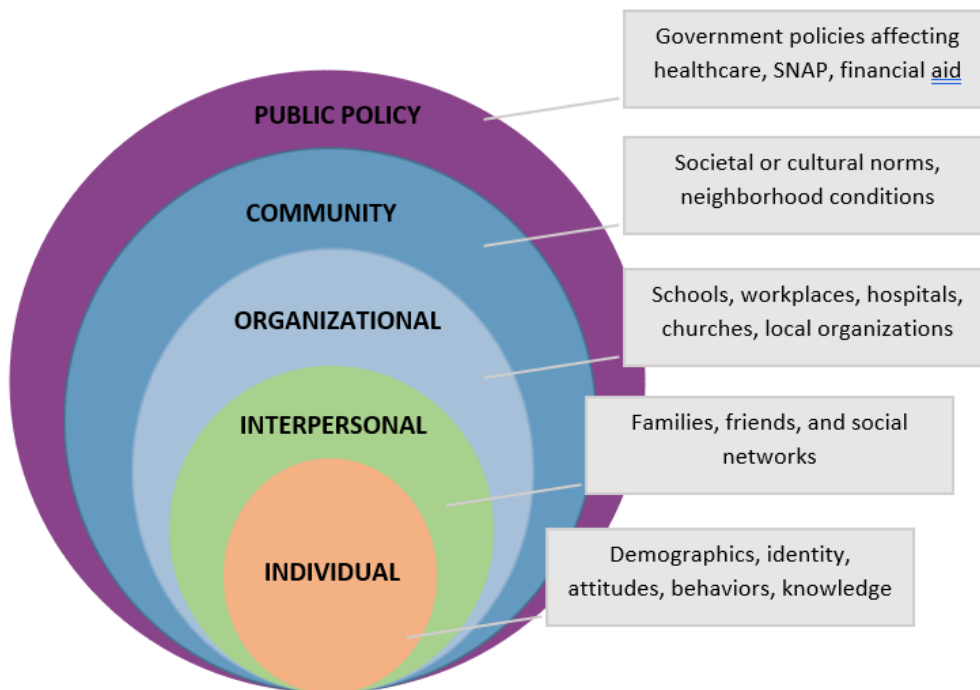 Government policies affecting
healthcare, SNAP, financial aid
PUBLIC POLICY
Societal or cultural norms,
neighborhood conditions
COMMUNITY
Schools, workplaces, hospitals,
churches, local organizations
ORGANIZATIONAL
Families, friends, and social
networks
INTERPERSONAL
Demographics, identity,
attitudes, behaviors, knowledge
INDIVIDUAL